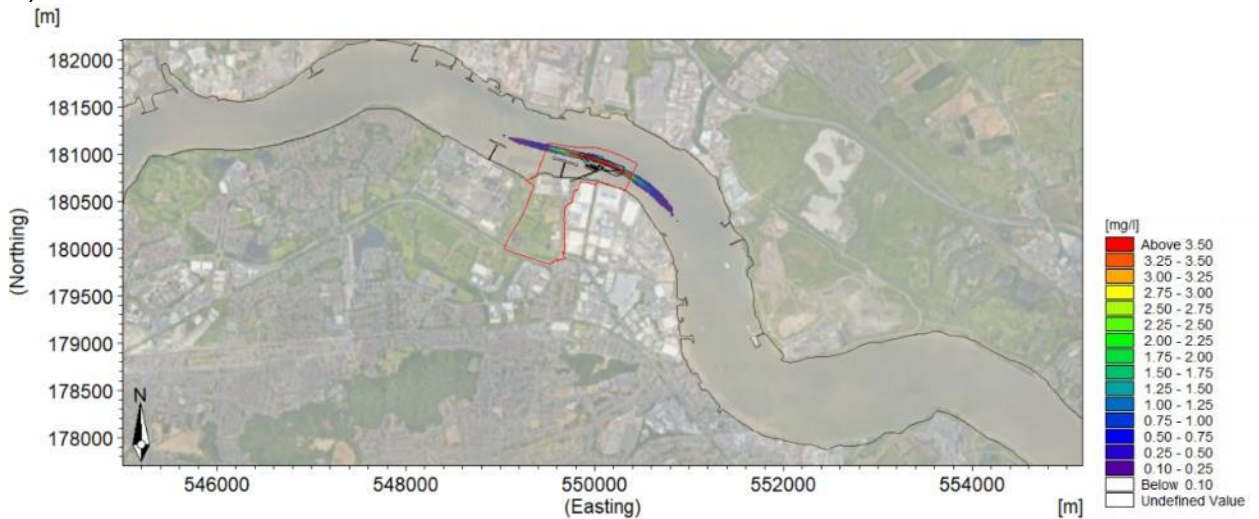 [m]
182000
181500
181000
180500
180000
179500
179000
178500
178000
(Northing)
N
546000 548000 550000 552000 554000
(Easting)
[m]
[mg/l]
Above 3.50
3.25 - 3.50
3.00 - 3.25
2.75 - 3.00
2.50 - 2.75
2.25 - 2.50
2.00 - 2.25
1.75 - 2.00
1.50 - 1.75
1.25 - 1.50
1.00 - 1.25
0.75 - 1.00
0.50 - 0.75
0.25 - 0.50
0.10 - 0.25
Below 0.10
Undefined Value